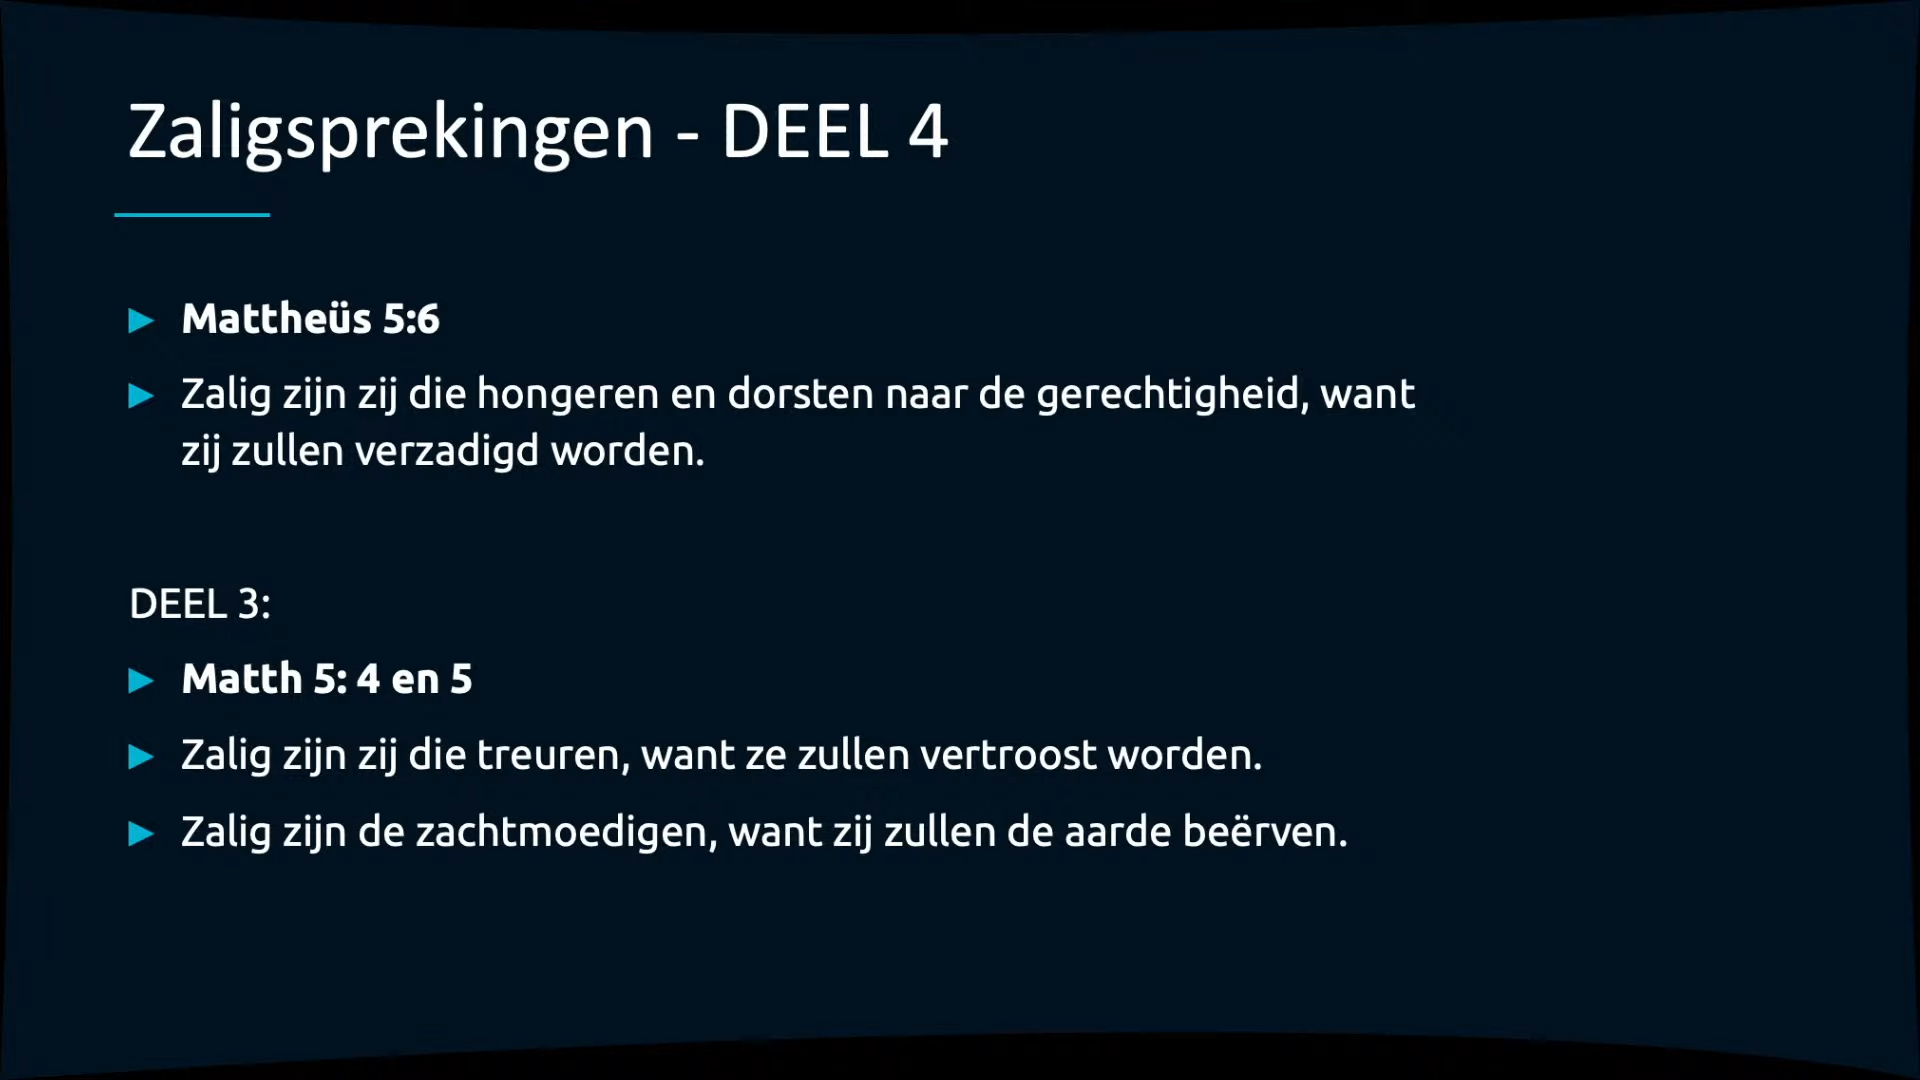 Zaligsprekingen - DEEL 4
Mattheüs 5:6
Zalig zijn zij die hongeren en dorsten naar de gerechtigheid, want
zij zullen verzadigd worden.
DEEL 3:
Matth 5: 4 en 5
Zalig zijn zij die treuren, want ze zullen vertroost worden.
Zalig zijn de zachtmoedigen, want zij zullen de aarde beërven.